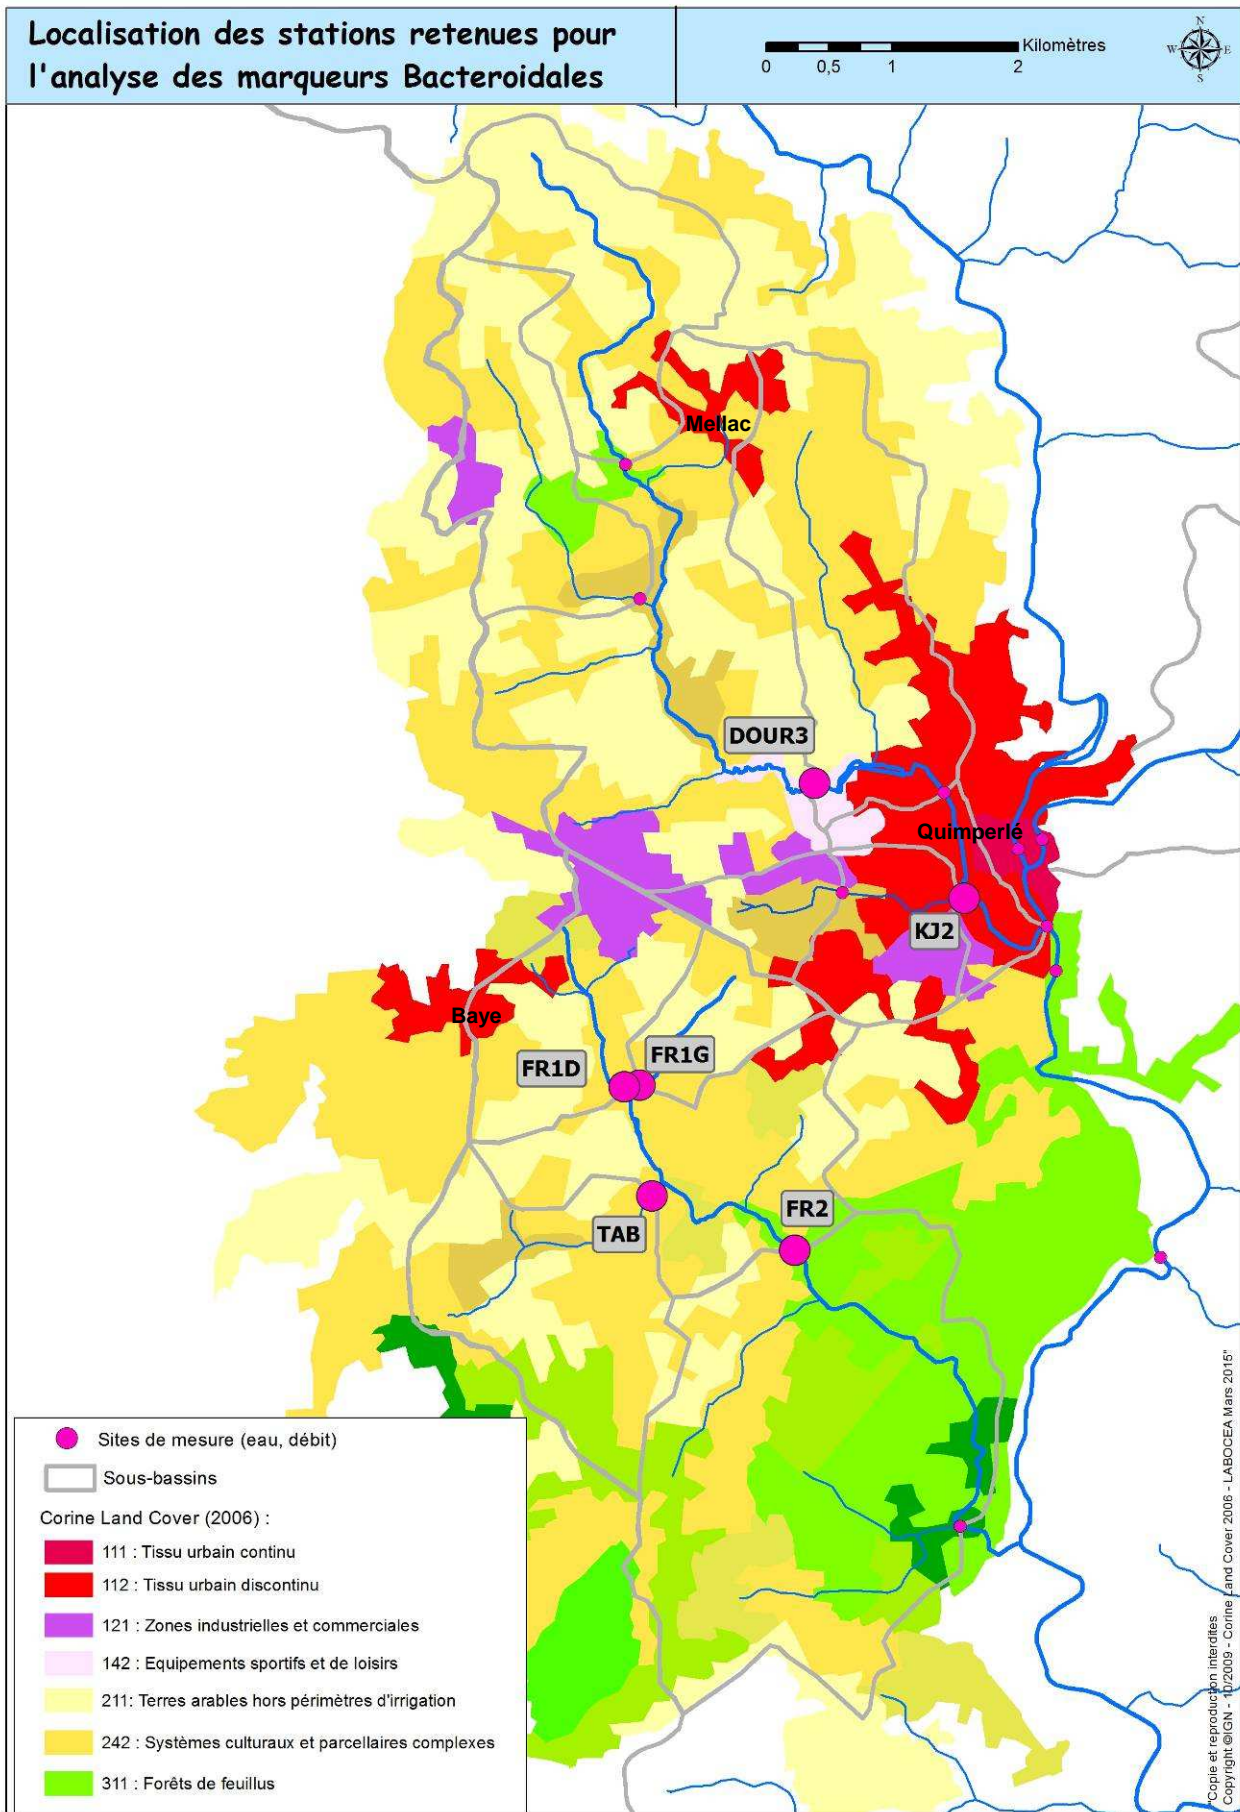 Localisation des stations retenues pour
l'analyse des marqueurs Bacteroidales
Kilomètres
0 0,5 1 2
N
W E
S
Mellac
DOUR3
Quimperlé
KJ2
Baye
FR1G
FR1D
FR2
TAB
Sites de mesure (eau, débit)
Sous-bassins
Corine Land Cover (2006) :
111 : Tissu urbain continu
112 : Tissu urbain discontinu
121 : Zones industrielles et commerciales
142 : Equipements sportifs et de loisirs
211: Terres arables hors périmètres d'irrigation
242 : Systèmes culturaux et parcellaires complexes
311 : Forêts de feuillus
"Copie et reproduction interdites
Copyright ©IGN - 10/2009 - Corine Land Cover 2006 - LABOCEA Mars 2015"